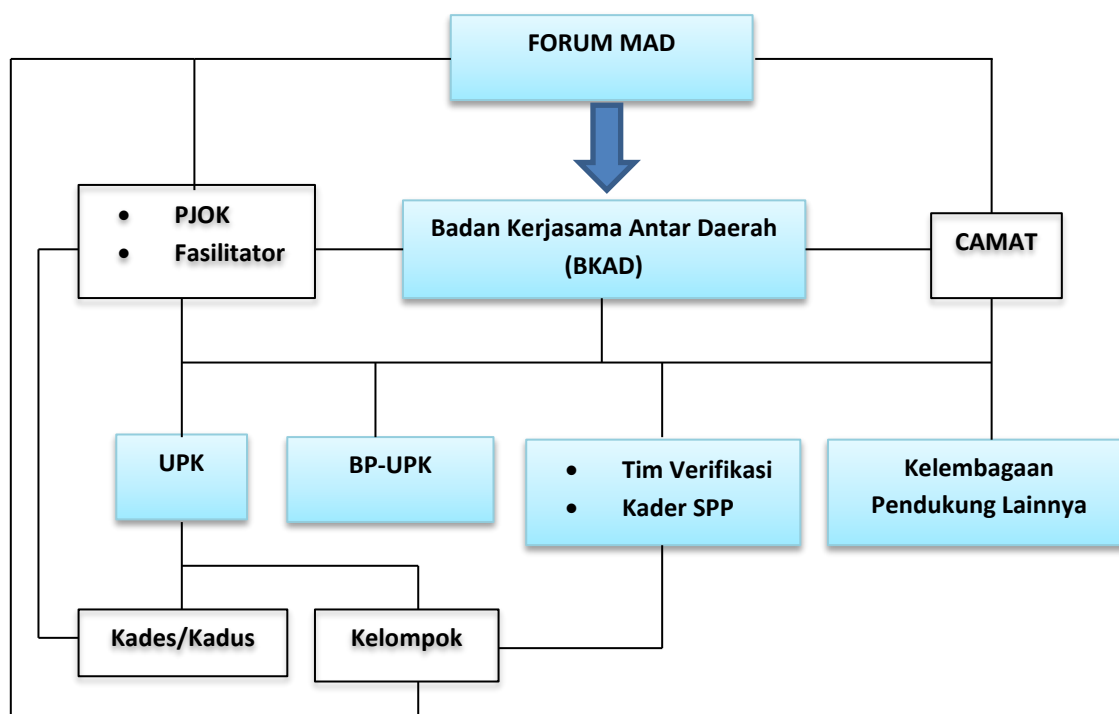 FORUM MAD
• PJOK
• Fasilitator
Badan Kerjasama Antar Daerah
(BKAD)
CAMAT
UPK
BP-UPK
• Tim Verifikasi
• Kader SPP
Kelembagaan
Pendukung Lainnya
Kades/Kadus
Kelompok